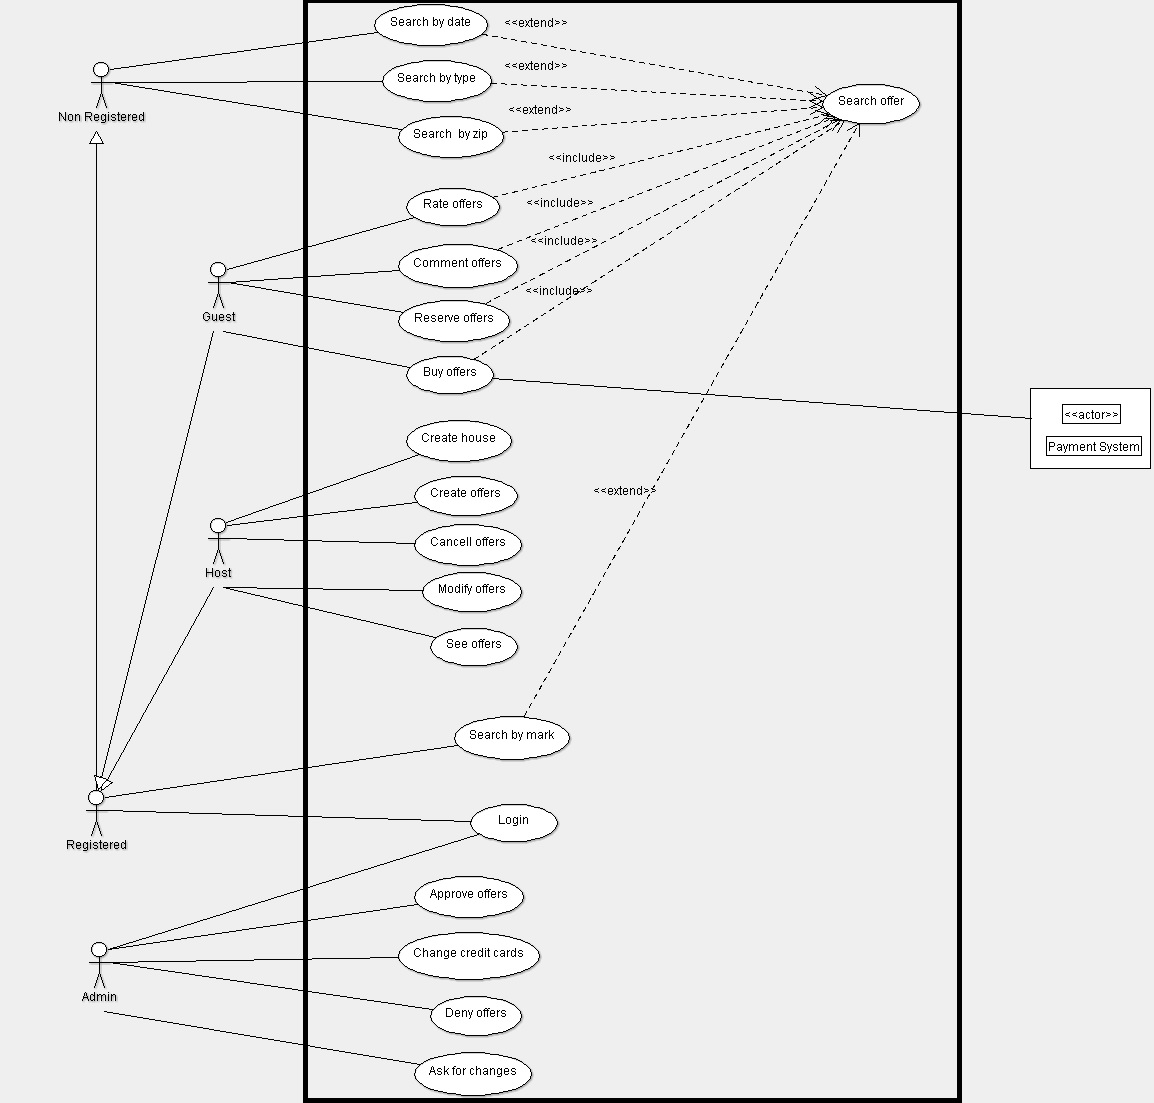 Search by date
<<extend>>
Search by type
<<extend>>
Non Registered
Search offer
<<extend>>
Search  by zip
<<include>>
Rate offers
<<include>>
<<include>>
Comment offers
<<include>>
Guest
Reserve offers
Buy offers
<<actor>>
Payment System
Create house
Create offers
<<extend>>
Cancell offers
Host
Modify offers
See offers
Search by mark
Login
Registered
Approve offers
Change credit cards
Admin
Deny offers
Ask for changes